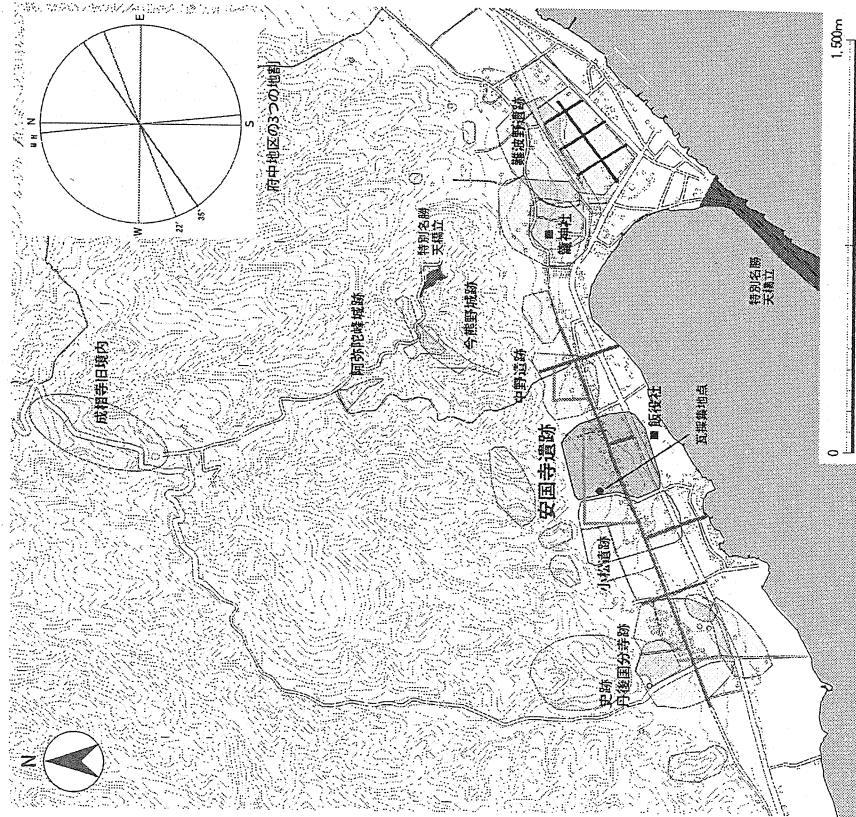 N
E
S
W
M N
22°
35°
府中地区の3つの地割
成相寺旧境内
阿弥陀峰城跡
今熊野城跡
特別名勝
天橋立
難波野遺跡
籠神社
中野遺跡
安国寺遺跡
飯役社
瓦採集地点
小松遺跡
史跡
丹後国分寺跡
特別名勝
天橋立
N
0
1,500m